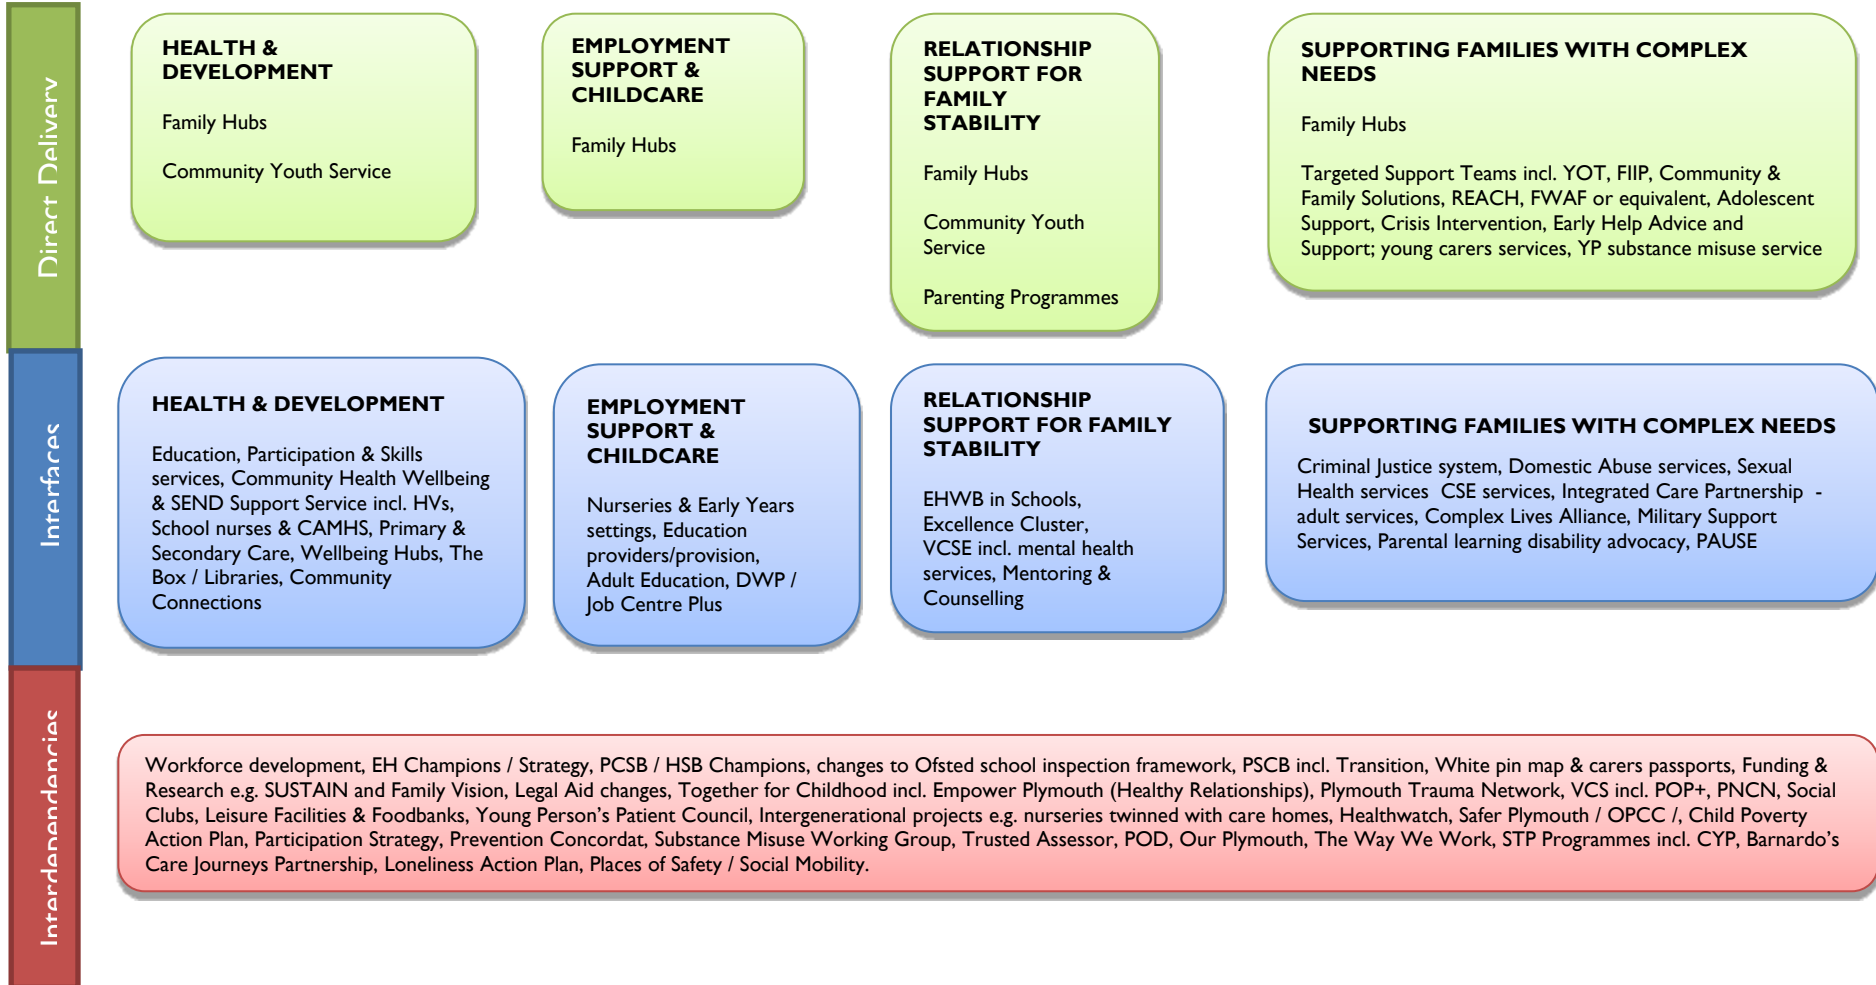 Direct Delivery
HEALTH &
DEVELOPMENT
Family Hubs
Community Youth Service
EMPLOYMENT
SUPPORT &
CHILDCARE
Family Hubs
RELATIONSHIP
SUPPORT FOR
FAMILY
STABILITY
Family Hubs
Community Youth
Service
Parenting Programmes
SUPPORTING FAMILIES WITH COMPLEX
NEEDS
Family Hubs
Targeted Support Teams incl. YOT, FIIP, Community &
Family Solutions, REACH, FWAF or equivalent, Adolescent
Support, Crisis Intervention, Early Help Advice and
Support; young carers services, YP substance misuse service
Interfaces
HEALTH & DEVELOPMENT
Education, Participation & Skills
services, Community Health Wellbeing
& SEND Support Service incl. HVs,
School nurses & CAMHS, Primary &
Secondary Care, Wellbeing Hubs, The
Box / Libraries, Community
Connections
EMPLOYMENT
SUPPORT &
CHILDCARE
Nurseries & Early Years
settings, Education
providers/provision,
Adult Education, DWP /
Job Centre Plus
RELATIONSHIP
SUPPORT FOR FAMILY
STABILITY
EHWB in Schools,
Excellence Cluster,
VCSE incl. mental health
services, Mentoring &
Counselling
SUPPORTING FAMILIES WITH COMPLEX NEEDS
Criminal Justice system, Domestic Abuse services, Sexual
Health services  CSE services, Integrated Care Partnership  -
adult services, Complex Lives Alliance, Military Support
Services, Parental learning disability advocacy, PAUSE
Interdependencies
Workforce development, EH Champions / Strategy, PCSB / HSB Champions, changes to Ofsted school inspection framework, PSCB incl. Transition, White pin map & carers passports, Funding &
Research e.g. SUSTAIN and Family Vision, Legal Aid changes, Together for Childhood incl. Empower Plymouth (Healthy Relationships), Plymouth Trauma Network, VCS incl. POP+, PNCN, Social
Clubs, Leisure Facilities & Foodbanks, Young Person's Patient Council, Intergenerational projects e.g. nurseries twinned with care homes, Healthwatch, Safer Plymouth / OPCC /, Child Poverty
Action Plan, Participation Strategy, Prevention Concordat, Substance Misuse Working Group, Trusted Assessor, POD, Our Plymouth, The Way We Work, STP Programmes incl. CYP, Barnardo's
Care Journeys Partnership, Loneliness Action Plan, Places of Safety / Social Mobility.